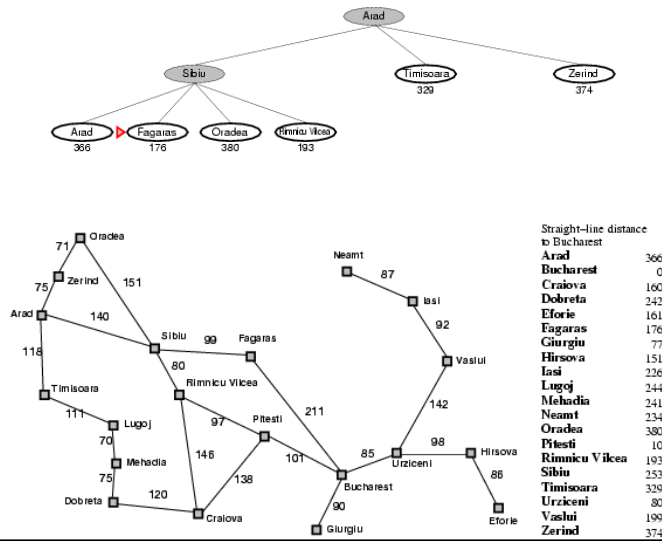 Arad
Sibiu
Timisoara
Zerind
329
374
Arad
Fagaras
Oradea
Rimnicu Vilcea
366
176
380
193
Straight–line distance
to Bucharest
Arad 366
Bucharest 0
Craiova 160
Dobreta 242
Eforie 161
Fagaras 176
Giurgiu 77
Hirsova 151
Iasi 226
Lugoj 244
Mehadia 241
Neamt 234
Oradea 380
Pitesti 10
Rimnicu Vilcea 193
Sibiu 253
Timisoara 329
Urziceni 80
Vaslui 199
Zerind 374
Oradea
71
Neamt
87
Zerind
151
75
Iasi
Arad
140
92
Sibiu
99
Fagaras
118
80
Vaslui
Rimnicu Vilcea
Timisoara
142
111
211
Lugoj
97
Pitesti
70
98
Hirsova
146
85
101
Urziceni
Mehadia
138
86
75
Bucharest
120
90
Dobreta
Craiova
Eforie
Giurgiu